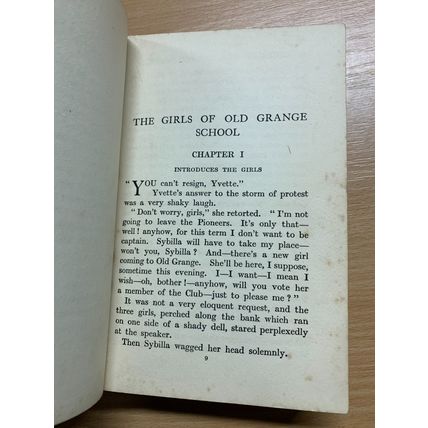 THE GIRLS OF OLD GRANGE
SCHOOL
CHAPTER I
INTRODUCES THE GIRLS
"YOU can't resign, Yvette."
Yvette's answer to the storm of protest
was a very shaky laugh.
"Don't worry, girls," she retorted. "I'm not
going to leave the Pioneers. It's only that—
well! anyhow, for this term I don't want to be
captain. Sybilla will have to take my place—
won't you, Sybilla? And—there's a new girl
coming to Old Grange. She'll be here, I suppose,
sometime this evening. I—I want—I mean I
wish—oh, bother!—anyway, will you vote her
a member of the Club—just to please me?"
It was not a very eloquent request, and the
three girls, perched along the bank which ran
on one side of a shady dell, stared perplexedly
at the speaker.
Then Sybilla wagged her head solemnly.
9